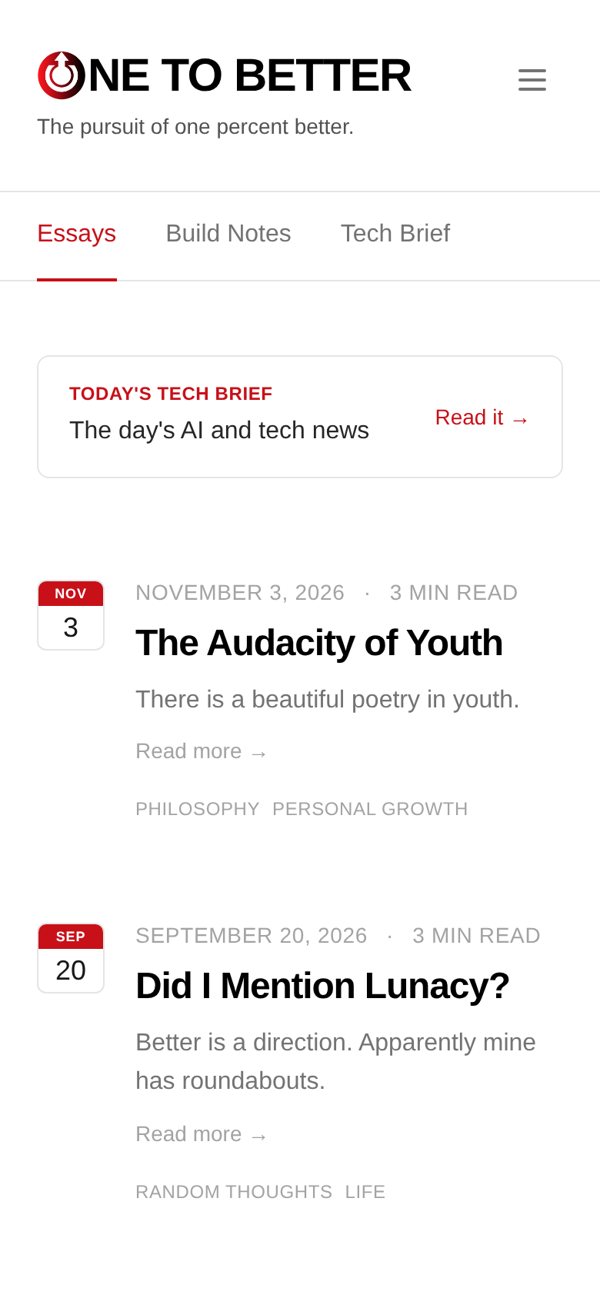 ONE TO BETTER
The pursuit of one percent better.
Essays Build Notes Tech Brief
TODAY'S TECH BRIEF
The day's AI and tech news
Read it →
NOV
3
NOVEMBER 3, 2026 · 3 MIN READ
The Audacity of Youth
There is a beautiful poetry in youth.
Read more →
PHILOSOPHY PERSONAL GROWTH
SEP
20
SEPTEMBER 20, 2026 · 3 MIN READ
Did I Mention Lunacy?
Better is a direction. Apparently mine
has roundabouts.
Read more →
RANDOM THOUGHTS LIFE